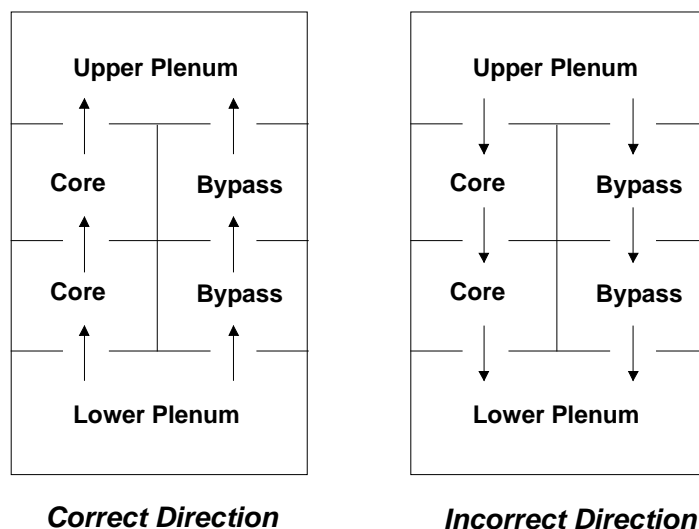 Upper Plenum
Core Bypass
Core Bypass
Lower Plenum
Correct Direction
Upper Plenum
Core Bypass
Core Bypass
Lower Plenum
Incorrect Direction